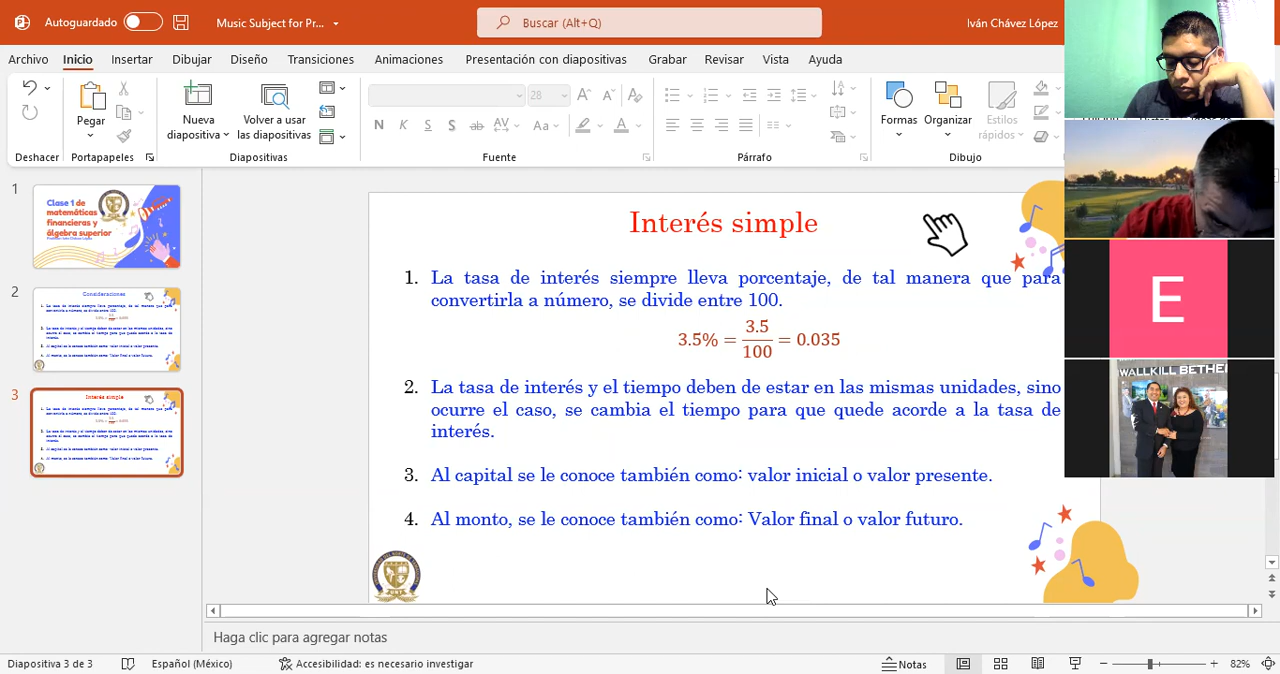 Autoguardado
Music Subject for Pr...
Buscar (Alt+Q)
Iván Chávez López
Archivo Inicio Insertar Dibujar Diseño Transiciones Animaciones Presentación con diapositivas Grabar Revisar Vista Ayuda
Pegar
Nueva diapositiva
Volver a usar las diapositivas
28
N K S S ab AV Aa A
Formas Organizar Estilos rápidos
Deshacer Portapapeles Diapositivas Fuente Párrafo Dibujo
1
Clase 1 de
matemáticas
financieras y
álgebra superior
2
Consideraciones
3
Interés simple
Interés simple
1. La tasa de interés siempre lleva porcentaje, de tal manera que para
convertirla a número, se divide entre 100.
3.5% = 3.5/100 = 0.035
2. La tasa de interés y el tiempo deben de estar en las mismas unidades, sino
ocurre el caso, se cambia el tiempo para que quede acorde a la tasa de
interés.
3. Al capital se le conoce también como: valor inicial o valor presente.
4. Al monto, se le conoce también como: Valor final o valor futuro.
E
WALLKILL BETHEL
Haga clic para agregar notas
Diapositiva 3 de 3 Español (México) Accesibilidad: es necesario investigar Notas 82%